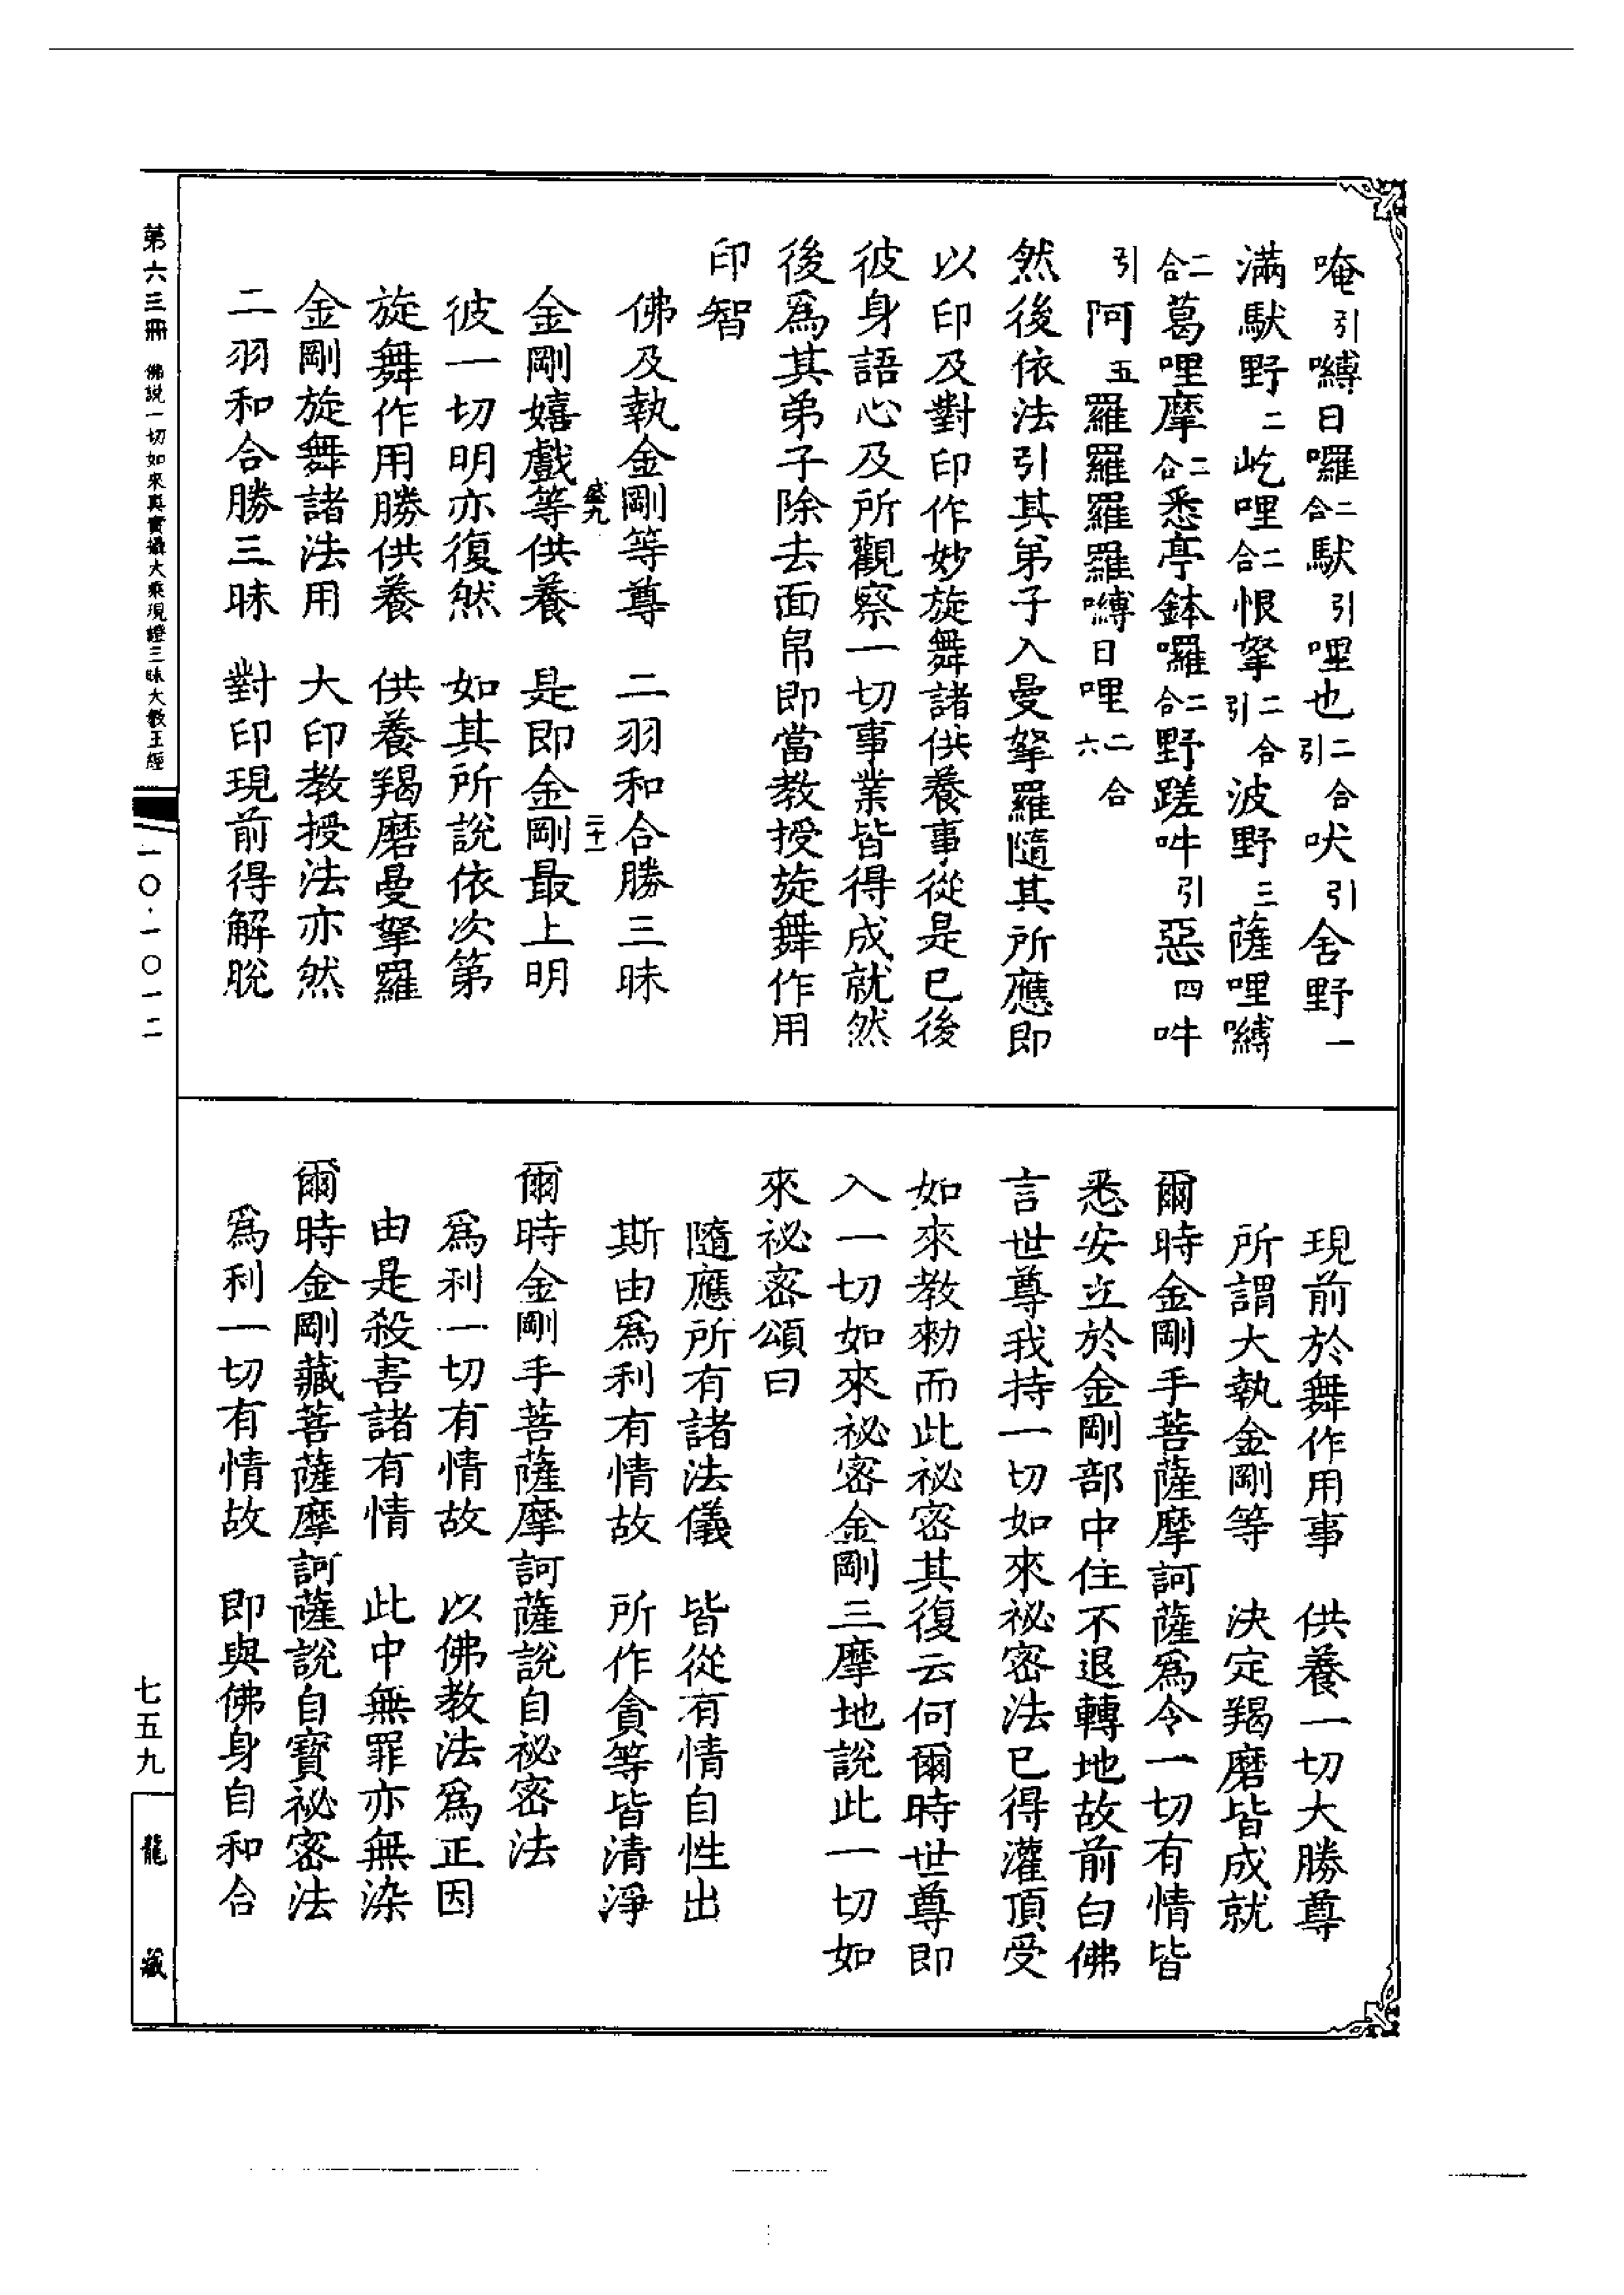 唵引嚩日囉二合馱引哩也二合引吠引舍野一
滿馱野二屹哩二合恨拏二合引波野三薩哩嚩
二合葛哩摩二合悉亭鉢囉二合野蹉吽引惡四吽
引阿五羅羅羅羅嚩日哩二合六
然後依法引其弟子入曼拏羅隨其所應即
以印及對印作妙旋舞諸供養事從是已後
彼身語心及所觀察一切事業皆得成就然
後爲其弟子除去面帛即當教授旋舞作用
印智
佛及執金剛等尊　二羽和合勝三昧
盛九　二十一
金剛嬉戲等供養　是即金剛最上明
彼一切明亦復然　如其所說依次第
旋舞作用勝供養　供養羯磨曼拏羅
金剛旋舞諸法用　大印教授法亦然
二羽和合勝三昧　對印現前得解脫
現前於舞作用事　供養一切大勝尊
所謂大執金剛等　決定羯磨皆成就
爾時金剛手菩薩摩訶薩爲令一切有情皆
悉安立於金剛部中住不退轉地故前白佛
言世尊我持一切如來祕密法已得灌頂受
如來教勑而此祕密其復云何爾時世尊即
入一切如來祕密金剛三摩地說此一切如
來祕密頌曰
隨應所有諸法儀　皆從有情自性出
斯由爲利有情故　所作貪等皆清淨
爾時金剛手菩薩摩訶薩說自祕密法
爲利一切有情故　以佛教法爲正因
由是殺害諸有情　此中無罪亦無染
爾時金剛藏菩薩摩訶薩說自寶祕密法
爲利一切有情故　即與佛身自和合
第六三冊　佛說一切如來真實攝大乘現證三昧大教王經
一〇·一〇一二
七五九
龍藏